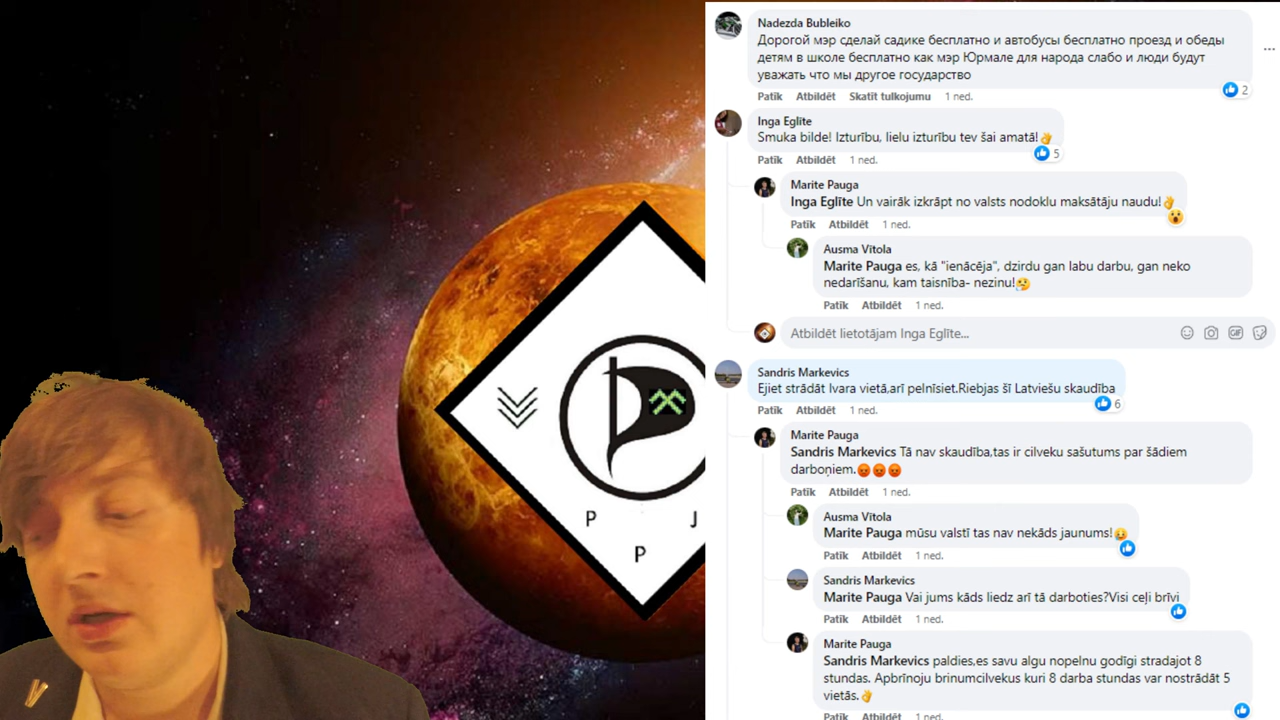 Nadezda Bubleiko
Дорогой мэр сделай садике бесплатно и автобусы бесплатно проезд и обеды
детям в школе бесплатно как мэр Юрмале для народа слабо и люди будут
уважать что мы другое государство
Patīk Atbildēt Skatīt tulkojumu 1 ned.
2
Inga Eglīte
Smuka bilde! Izturību, lielu izturību tev šai amatā!👌
Patīk Atbildēt 1 ned.
5
Marite Pauga
Inga Eglīte Un vairāk izkrāpt no valsts nodoklu maksātāju naudu!👌
Patīk Atbildēt 1 ned.
Ausma Vītola
Marite Pauga es, kā "ienācēja", dzirdu gan labu darbu, gan neko
nedarīšanu, kam taisnība- nezinu!🤔
Patīk Atbildēt 1 ned.
Atbildēt lietotājam Inga Eglīte...
GIF
Sandris Markevics
Ejiet strādāt Ivara vietā,arī pelnīsiet.Riebjas šī Latviešu skaudība
Patīk Atbildēt 1 ned.
6
Marite Pauga
Sandris Markevics Tā nav skaudība,tas ir cilveku sašutums par šādiem
darboņiem.😡😡😡
Patīk Atbildēt 1 ned.
Ausma Vītola
Marite Pauga mūsu valstī tas nav nekāds jaunums!
Patīk Atbildēt 1 ned.
Sandris Markevics
Marite Pauga Vai jums kāds liedz arī tā darboties?Visi ceļi brīvi
Patīk Atbildēt 1 ned.
Marite Pauga
Sandris Markevics paldies,es savu algu nopelnu godīgi stradajot 8
stundas. Apbrīnoju brinumcilvekus kuri 8 darba stundas var nostrādāt 5
vietās.👌
Patīk Atbildēt 1 ned.
P J
P